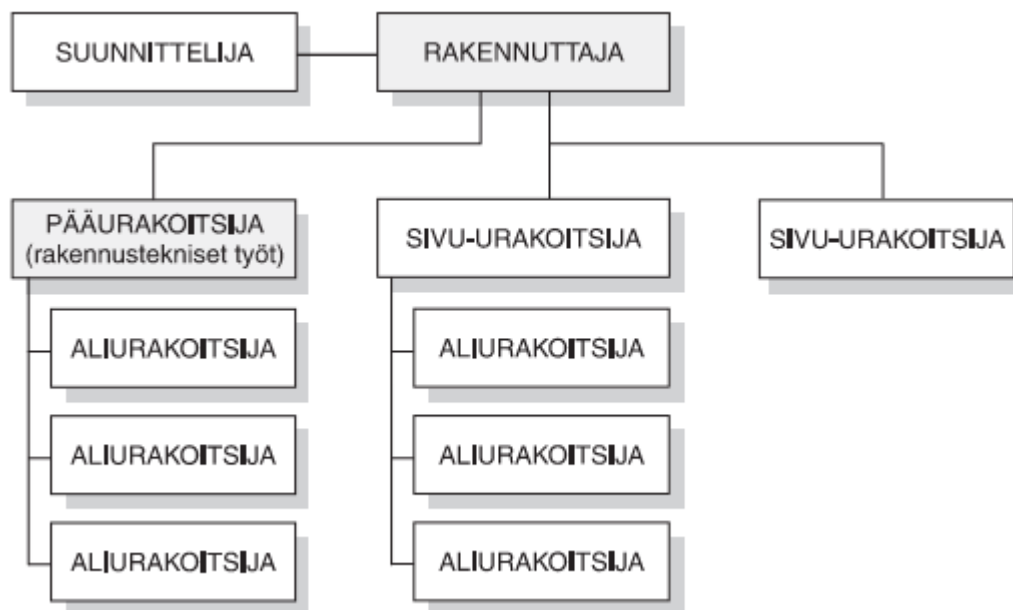 SUUNNITTELIJA
RAKENNUTTAJA
PÄÄURAKOITSIJA
(rakennustekniset työt)
SIVU-URAKOITSIJA
SIVU-URAKOITSIJA
ALIURAKOITSIJA
ALIURAKOITSIJA
ALIURAKOITSIJA
ALIURAKOITSIJA
ALIURAKOITSIJA
ALIURAKOITSIJA